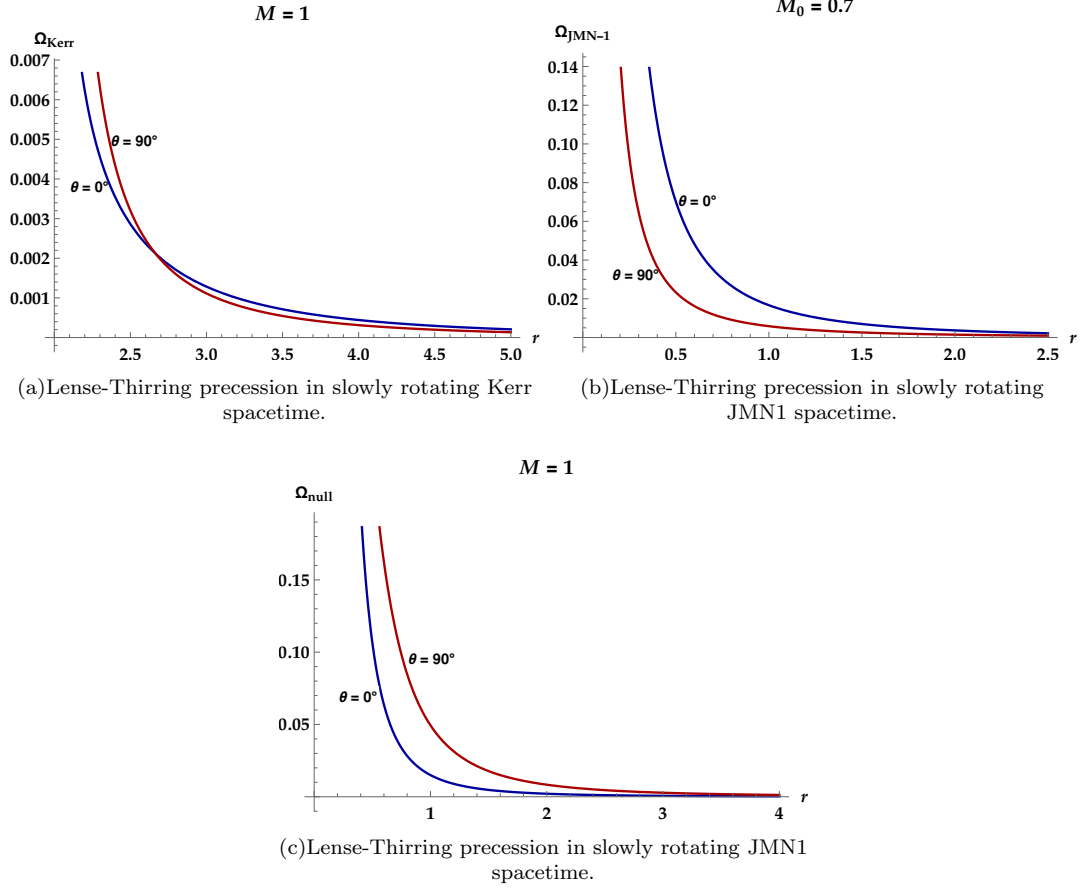 M = 1
Ω_Kerr
0.007
0.006
0.005
0.004
0.003
0.002
0.001
θ = 90°
θ = 0°
2.5 3.0 3.5 4.0 4.5 5.0 r
(a)Lense-Thirring precession in slowly rotating Kerr
spacetime.
M₀ = 0.7
Ω_JMN-1
0.14
0.12
0.10
0.08
0.06
0.04
0.02
θ = 0°
θ = 90°
0.5 1.0 1.5 2.0 2.5 r
(b)Lense-Thirring precession in slowly rotating
JMN1 spacetime.
M = 1
Ω_null
0.15
0.10
0.05
θ = 90°
θ = 0°
1 2 3 4 r
(c)Lense-Thirring precession in slowly rotating JMN1
spacetime.